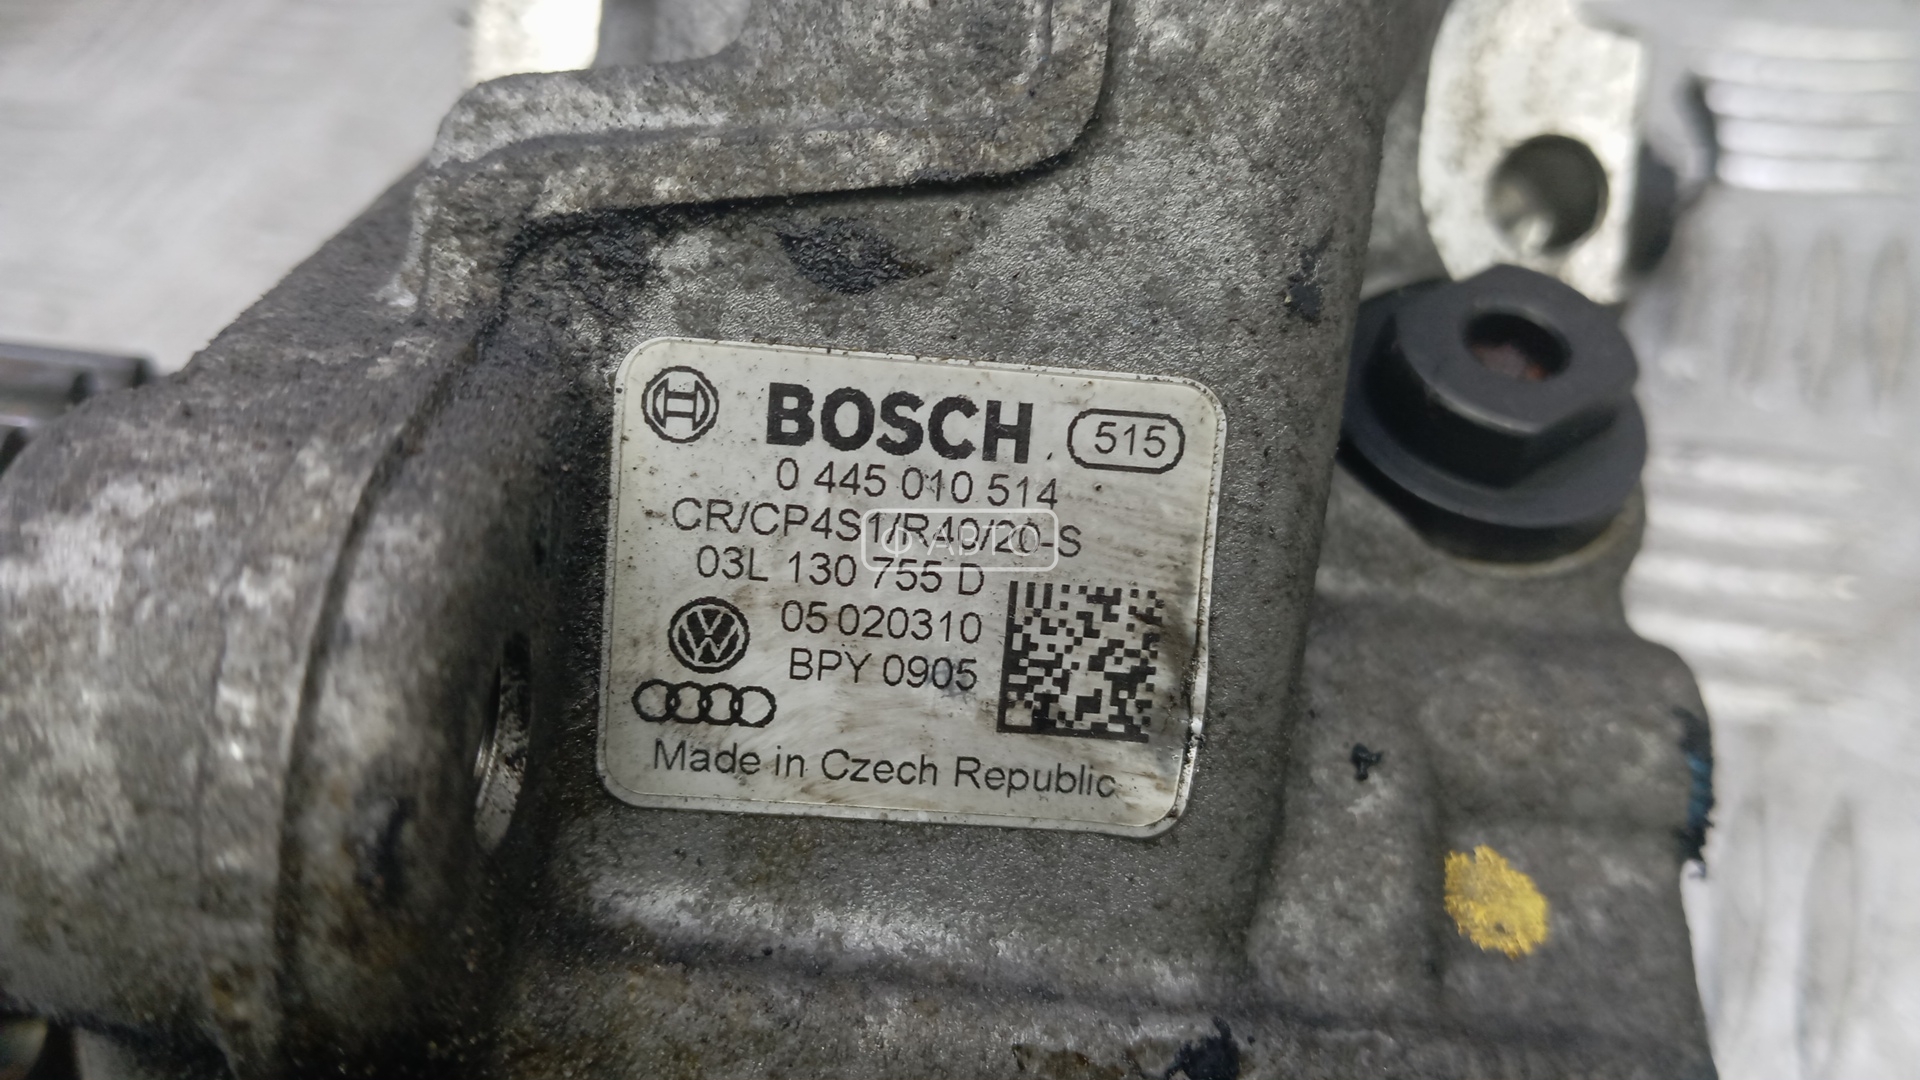 BOSCH 515
0 445 010 514
CR/CP4S1/R40/20-S
03L 130 755 D
05 020310
BPY 0905
Made in Czech Republic